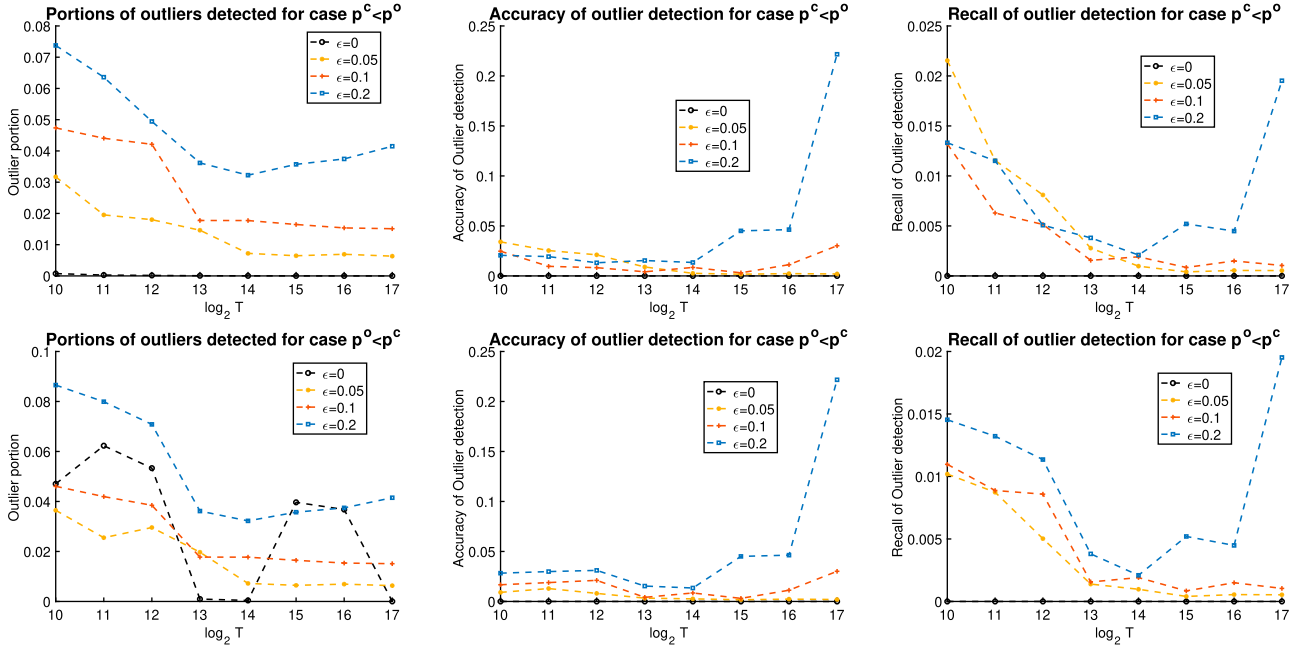 Portions of outliers detected for case p^c<p^o
Outlier portion
0.08
0.07
0.06
0.05
0.04
0.03
0.02
0.01
0
10 11 12 13 14 15 16 17
log_2 T
ϵ=0
ϵ=0.05
ϵ=0.1
ϵ=0.2
Accuracy of outlier detection for case p^c<p^o
Accuracy of Outlier detection
0.25
0.2
0.15
0.1
0.05
0
10 11 12 13 14 15 16 17
log_2 T
ϵ=0
ϵ=0.05
ϵ=0.1
ϵ=0.2
Recall of outlier detection for case p^c<p^o
Recall of Outlier detection
0.025
0.02
0.015
0.01
0.005
0
10 11 12 13 14 15 16 17
log_2 T
ϵ=0
ϵ=0.05
ϵ=0.1
ϵ=0.2
Portions of outliers detected for case p^o<p^c
Outlier portion
0.1
0.08
0.06
0.04
0.02
0
10 11 12 13 14 15 16 17
log_2 T
ϵ=0
ϵ=0.05
ϵ=0.1
ϵ=0.2
Accuracy of outlier detection for case p^o<p^c
Accuracy of Outlier detection
0.25
0.2
0.15
0.1
0.05
0
10 11 12 13 14 15 16 17
log_2 T
ϵ=0
ϵ=0.05
ϵ=0.1
ϵ=0.2
Recall of outlier detection for case p^o<p^c
Recall of Outlier detection
0.02
0.015
0.01
0.005
0
10 11 12 13 14 15 16 17
log_2 T
ϵ=0
ϵ=0.05
ϵ=0.1
ϵ=0.2